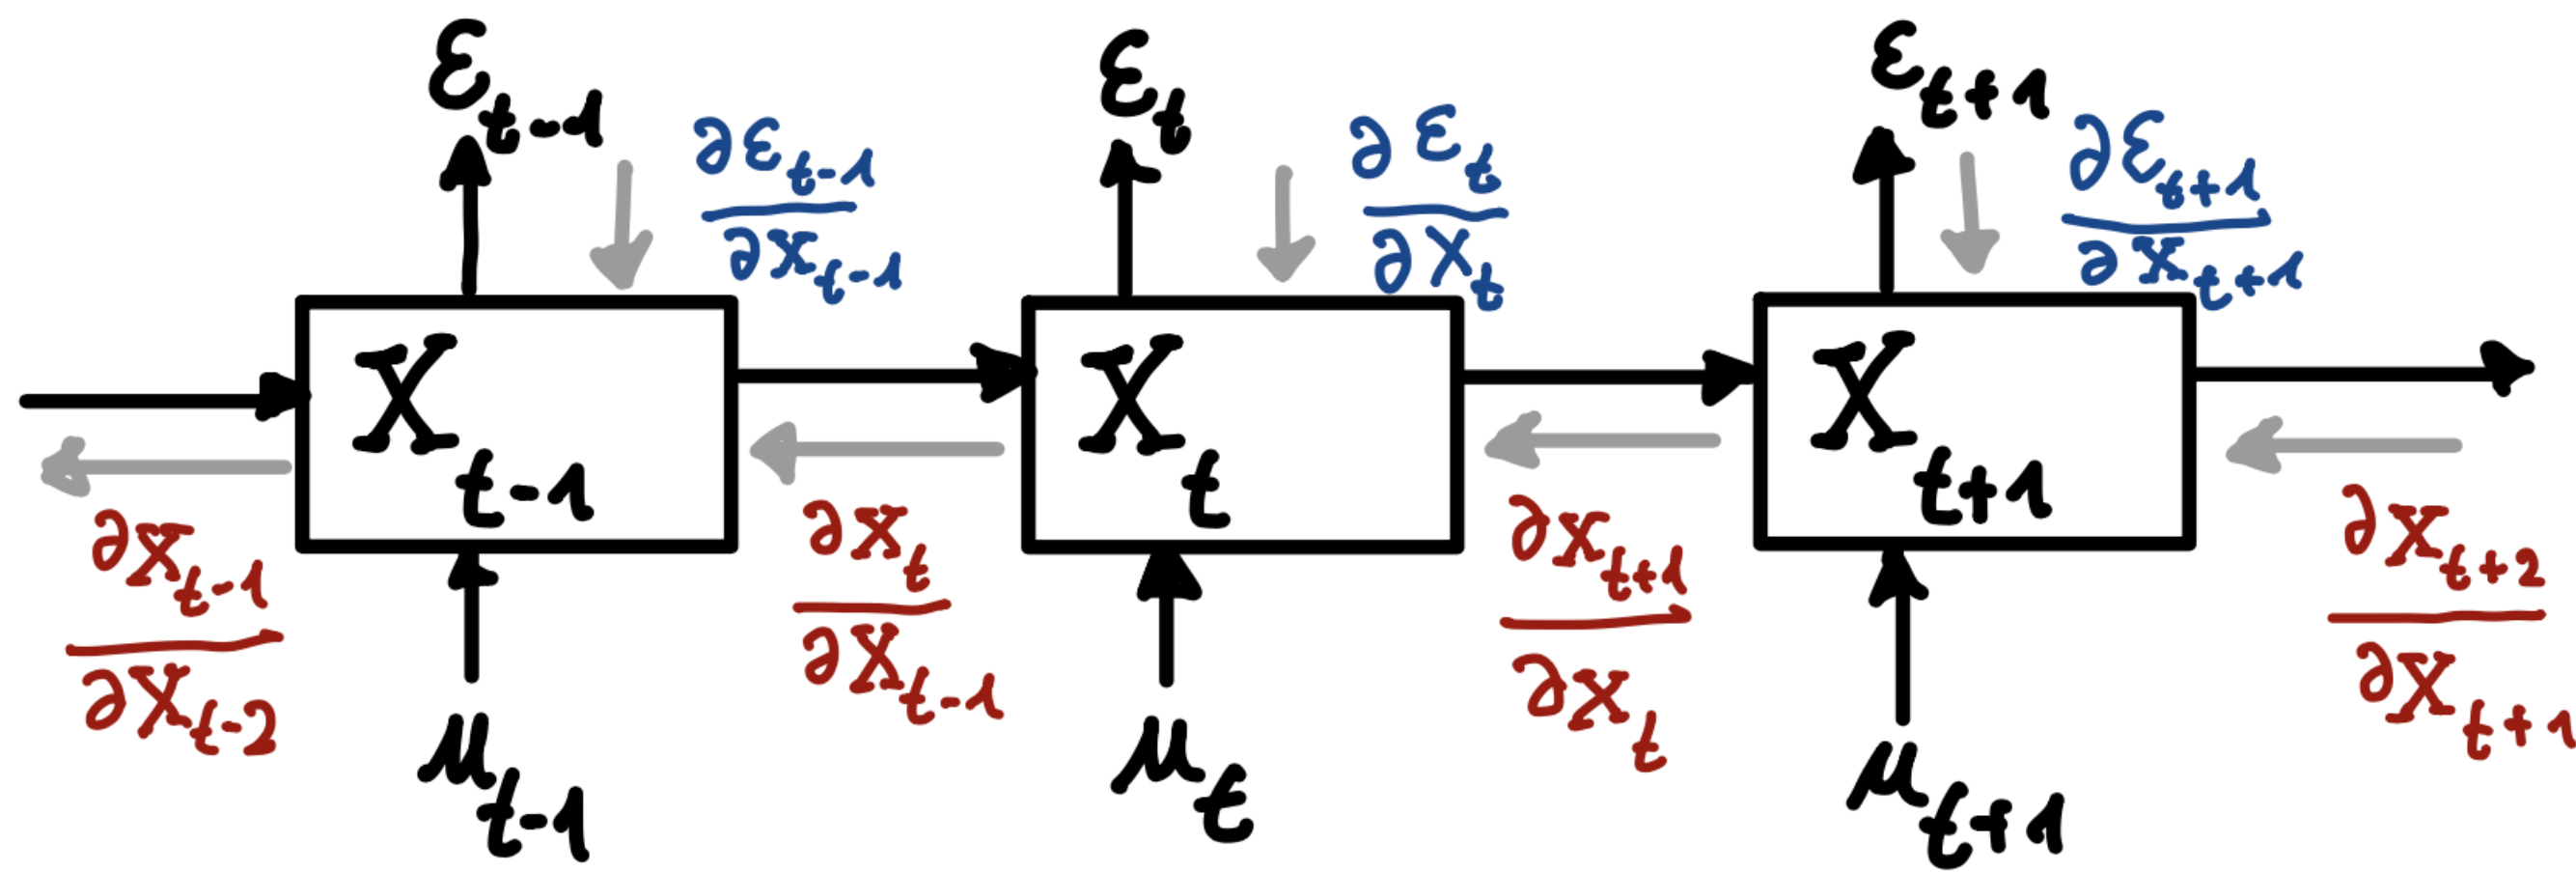 ε_{t-1} ε_t ε_{t+1}
∂ε_{t-1}/∂x_{t-1} ∂ε_t/∂x_t ∂ε_{t+1}/∂x_{t+1}
x_{t-1} x_t x_{t+1}
∂x_{t-1}/∂x_{t-2} ∂x_t/∂x_{t-1} ∂x_{t+1}/∂x_t ∂x_{t+2}/∂x_{t+1}
μ_{t-1} μ_t μ_{t+1}